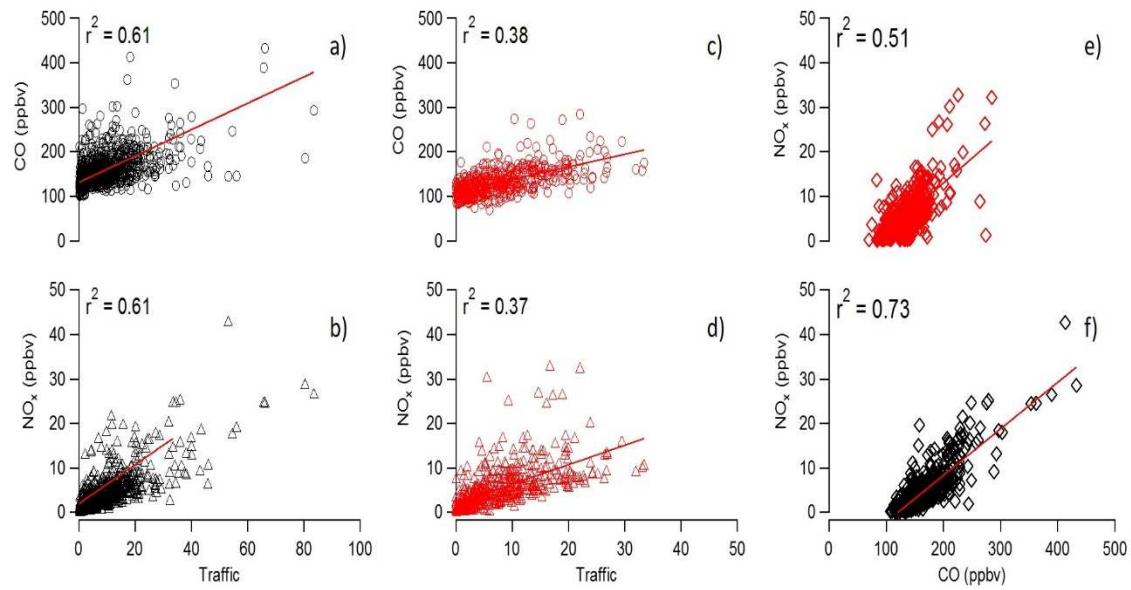 500
400
300
200
100
0
CO (ppbv)
r² = 0.61
a)
500
400
300
200
100
0
CO (ppbv)
r² = 0.38
c)
50
40
30
20
10
0
NOₓ (ppbv)
r² = 0.51
e)
50
40
30
20
10
0
NOₓ (ppbv)
r² = 0.61
b)
0 20 40 60 80 100
Traffic
50
40
30
20
10
0
NOₓ (ppbv)
r² = 0.37
d)
0 10 20 30 40 50
Traffic
50
40
30
20
10
0
NOₓ (ppbv)
r² = 0.73
f)
0 100 200 300 400 500
CO (ppbv)